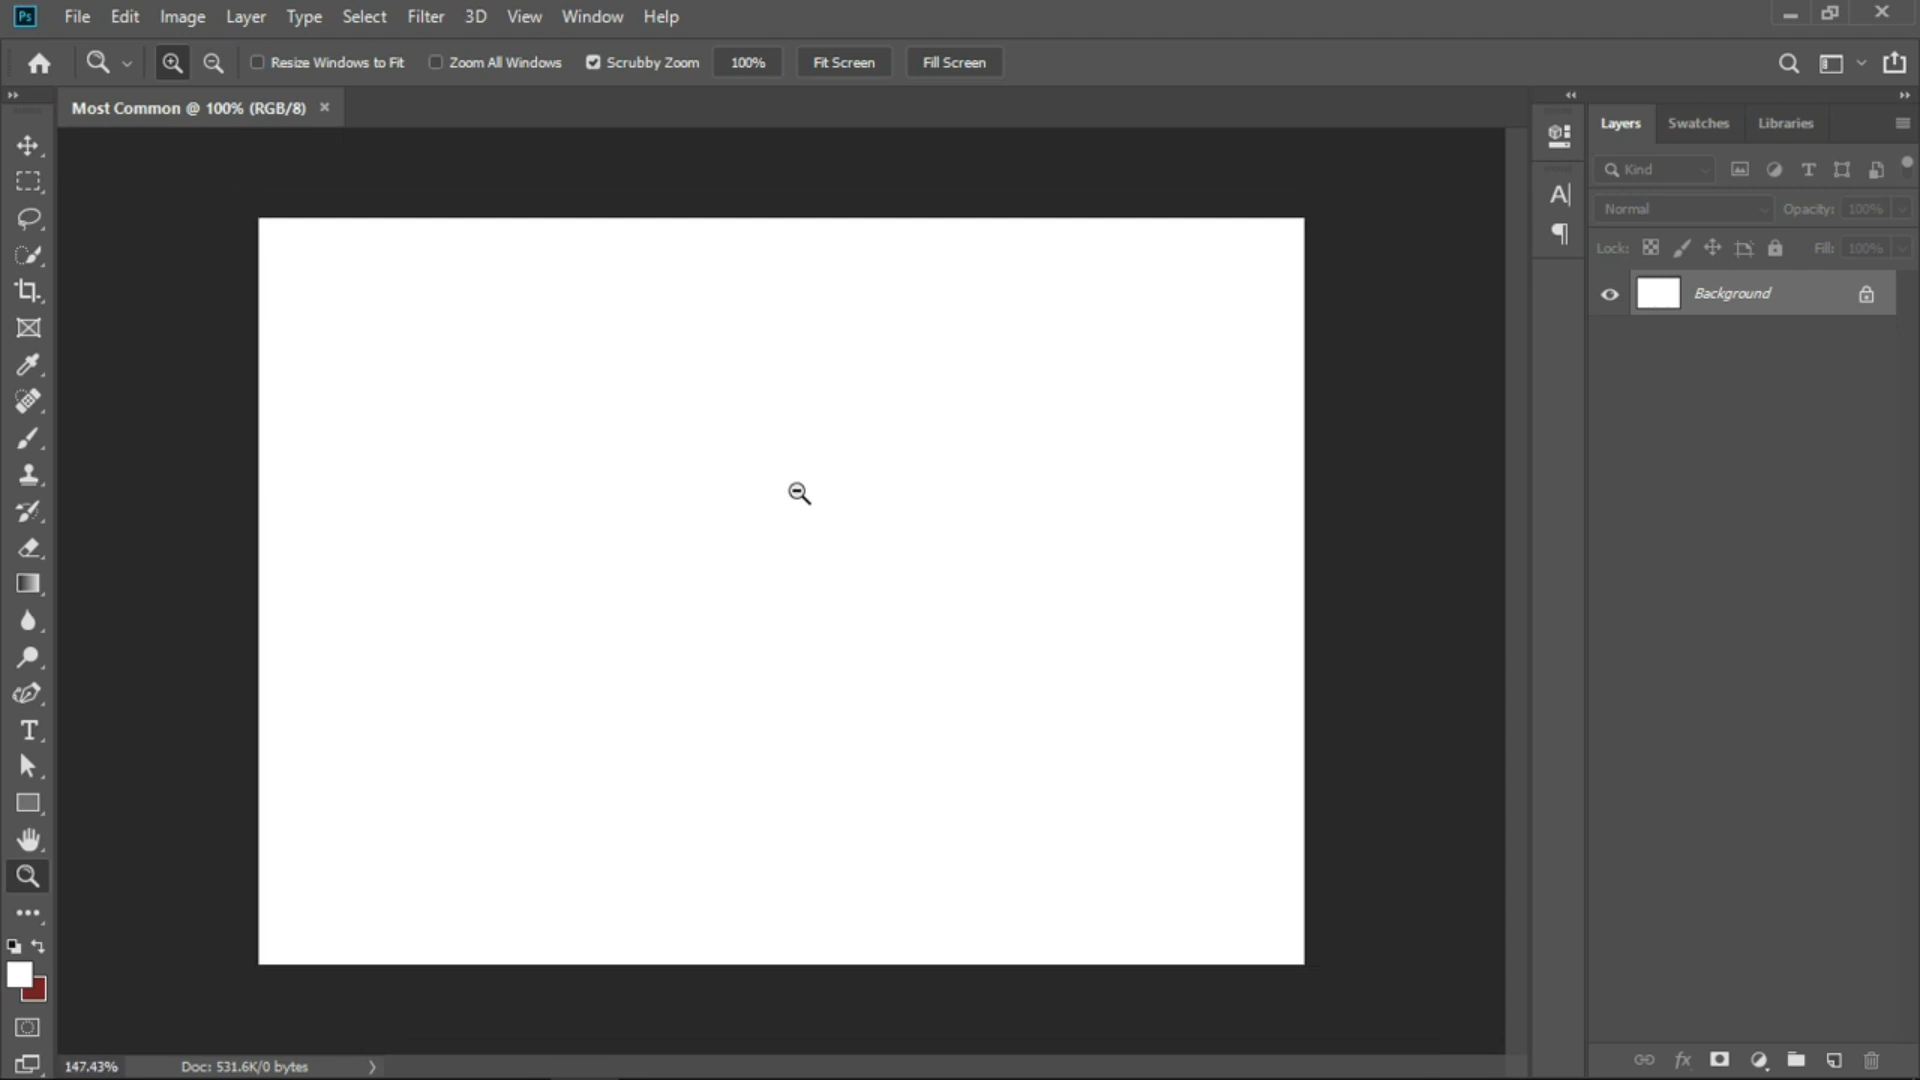 Ps File Edit Image Layer Type Select Filter 3D View Window Help
Resize Windows to Fit Zoom All Windows Scrubby Zoom 100% Fit Screen Fill Screen
Most Common @ 100% (RGB/8) ×
Layers Swatches Libraries
Kind
Normal Opacity: 100%
Lock: Fill: 100%
Background
147.43% Doc: 531.6K/0 bytes